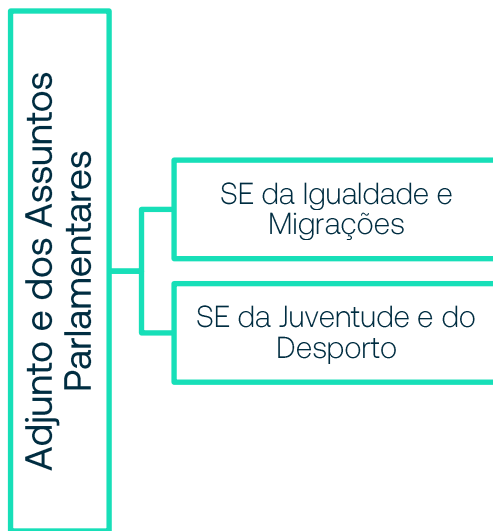 Adjunto e dos Assuntos
Parlamentares
SE da Igualdade e
Migrações
SE da Juventude e do
Desporto